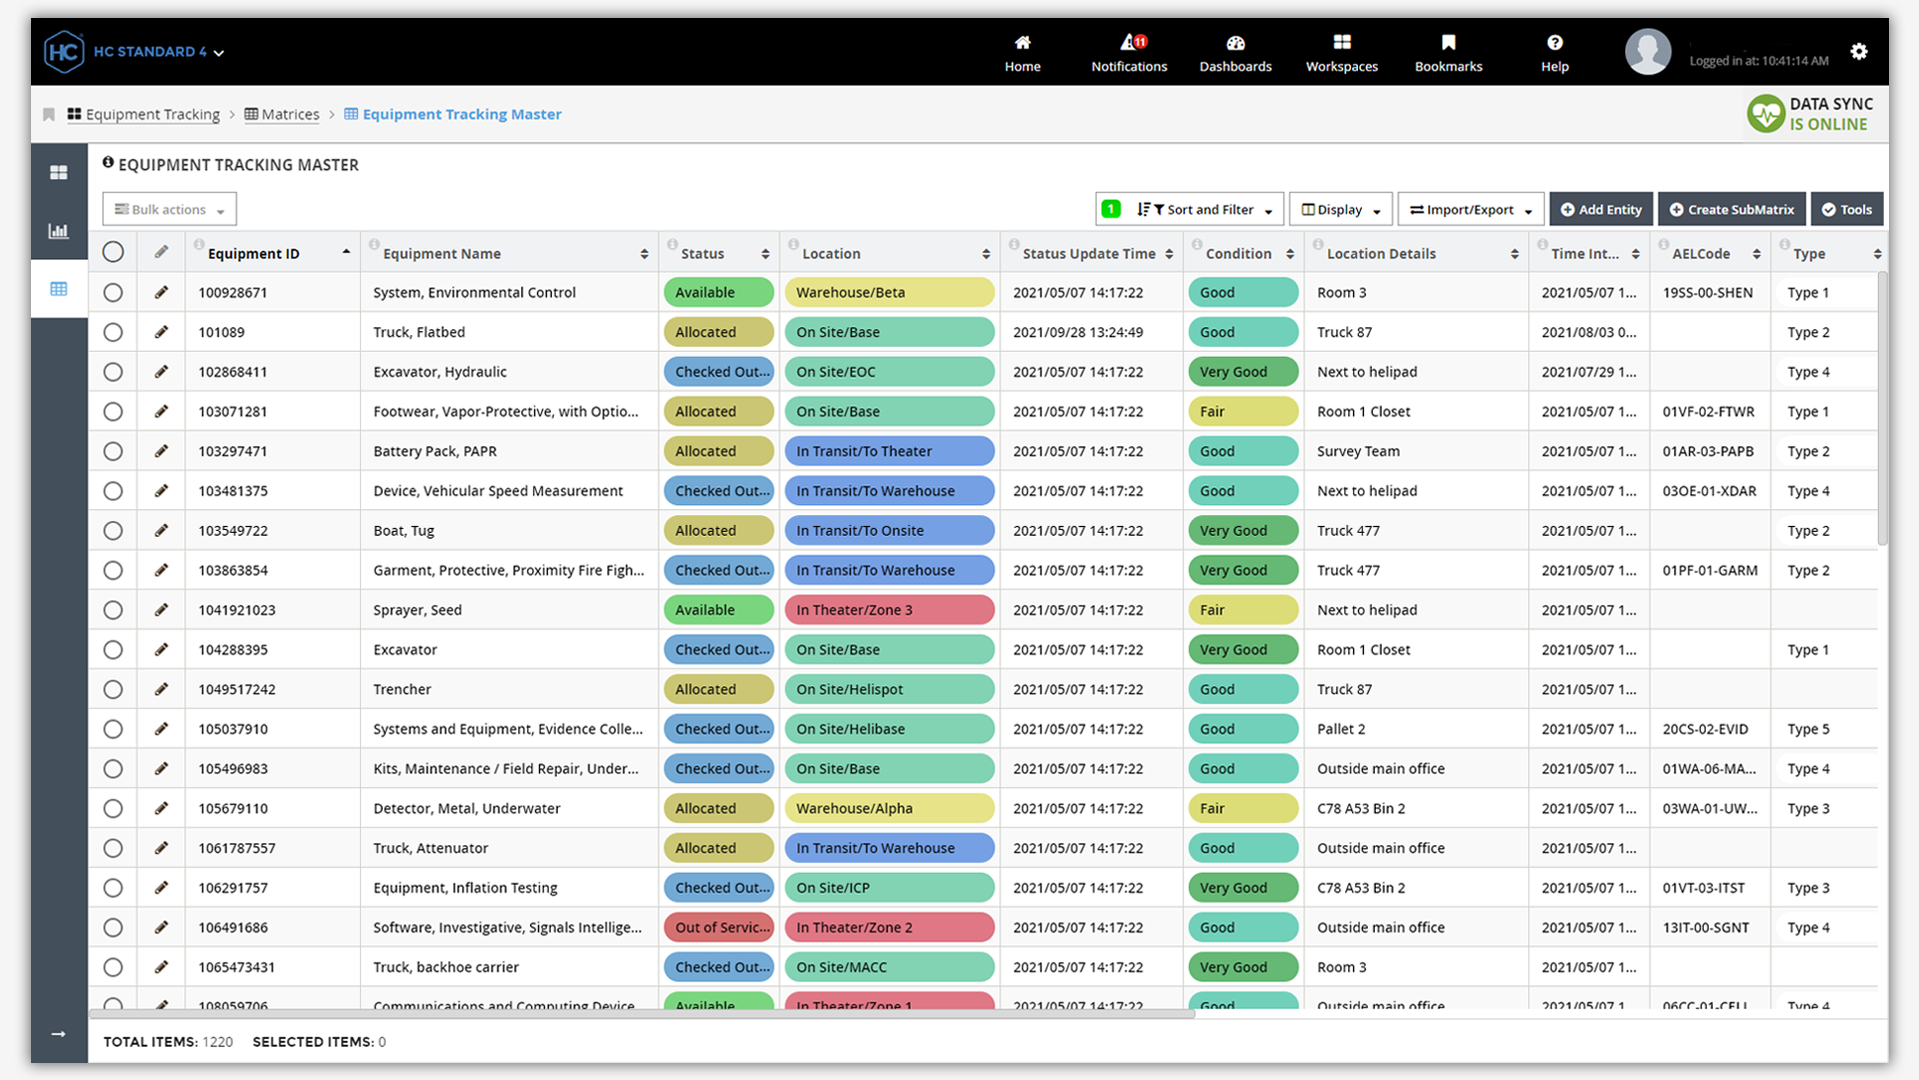 HC HC STANDARD 4
Home
Notifications 11
Dashboards
Workspaces
Bookmarks
Help
Logged in at: 10:41:14 AM
Equipment Tracking > Matrices > Equipment Tracking Master
DATA SYNC
IS ONLINE
EQUIPMENT TRACKING MASTER
Bulk actions 1 Sort and Filter Display Import/Export Add Entity Create SubMatrix Tools
Equipment ID Equipment Name Status Location Status Update Time Condition Location Details Time Int... AELCode Type
100928671 System, Environmental Control Available Warehouse/Beta 2021/05/07 14:17:22 Good Room 3 2021/05/07 1... 19SS-00-SHEN Type 1
101089 Truck, Flatbed Allocated On Site/Base 2021/09/28 13:24:49 Good Truck 87 2021/08/03 0... Type 2
102868411 Excavator, Hydraulic Checked Out... On Site/EOC 2021/05/07 14:17:22 Very Good Next to helipad 2021/07/29 1... Type 4
103071281 Footwear, Vapor-Protective, with Optio... Allocated On Site/Base 2021/05/07 14:17:22 Fair Room 1 Closet 2021/05/07 1... 01VF-02-FTWR Type 1
103297471 Battery Pack, PAPR Allocated In Transit/To Theater 2021/05/07 14:17:22 Good Survey Team 2021/05/07 1... 01AR-03-PAPB Type 2
103481375 Device, Vehicular Speed Measurement Checked Out... In Transit/To Warehouse 2021/05/07 14:17:22 Good Next to helipad 2021/05/07 1... 03OE-01-XDAR Type 4
103549722 Boat, Tug Allocated In Transit/To Onsite 2021/05/07 14:17:22 Very Good Truck 477 2021/05/07 1... Type 2
103863854 Garment, Protective, Proximity Fire Figh... Checked Out... In Transit/To Warehouse 2021/05/07 14:17:22 Very Good Truck 477 2021/05/07 1... 01PF-01-GARM Type 2
1041921023 Sprayer, Seed Available In Theater/Zone 3 2021/05/07 14:17:22 Fair Next to helipad 2021/05/07 1...
104288395 Excavator Checked Out... On Site/Base 2021/05/07 14:17:22 Very Good Room 1 Closet 2021/05/07 1... Type 1
1049517242 Trencher Allocated On Site/Helispot 2021/05/07 14:17:22 Good Truck 87 2021/05/07 1...
105037910 Systems and Equipment, Evidence Colle... Checked Out... On Site/Helibase 2021/05/07 14:17:22 Good Pallet 2 2021/05/07 1... 20CS-02-EVID Type 5
105496983 Kits, Maintenance / Field Repair, Under... Checked Out... On Site/Base 2021/05/07 14:17:22 Good Outside main office 2021/05/07 1... 01WA-06-MA... Type 4
105679110 Detector, Metal, Underwater Allocated Warehouse/Alpha 2021/05/07 14:17:22 Fair C78 A53 Bin 2 2021/05/07 1... 03WA-01-UW... Type 3
1061787557 Truck, Attenuator Allocated In Transit/To Warehouse 2021/05/07 14:17:22 Good Outside main office 2021/05/07 1...
106291757 Equipment, Inflation Testing Checked Out... On Site/ICP 2021/05/07 14:17:22 Very Good C78 A53 Bin 2 2021/05/07 1... 01VT-03-ITST Type 3
106491686 Software, Investigative, Signals Intellige... Out of Servic... In Theater/Zone 2 2021/05/07 14:17:22 Good Outside main office 2021/05/07 1... 13IT-00-SGNT Type 4
1065473431 Truck, backhoe carrier Checked Out... On Site/MACC 2021/05/07 14:17:22 Very Good Room 3 2021/05/07 1...
108059706 Communications and Computing Device Available In Theater/Zone 1 2021/05/07 14:17:22 Good Outside main office 2021/05/07 1 06CC-01-CELL Type 4
TOTAL ITEMS: 1220 SELECTED ITEMS: 0